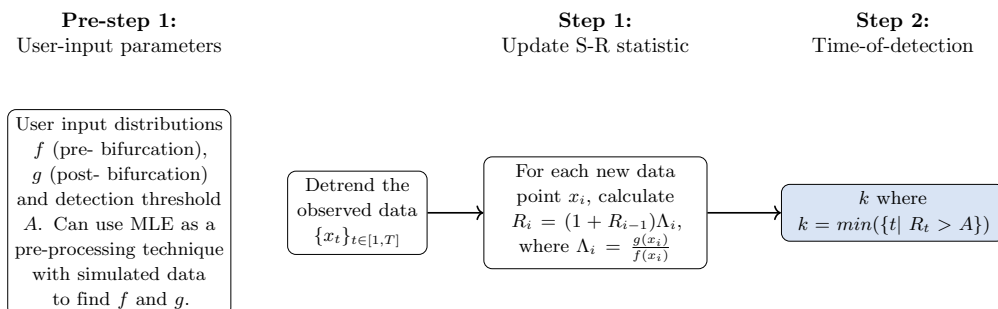 Pre-step 1:
User-input parameters
Step 1:
Update S-R statistic
Step 2:
Time-of-detection
User input distributions
f (pre- bifurcation),
g (post- bifurcation)
and detection threshold
A. Can use MLE as a
pre-processing technique
with simulated data
to find f and g.
Detrend the
observed data
{x_t}_{t∈[1,T]}
For each new data
point x_i, calculate
R_i = (1 + R_{i−1})Λ_i,
where Λ_i = g(x_i)/f(x_i)
k where
k = min({t| R_t > A})